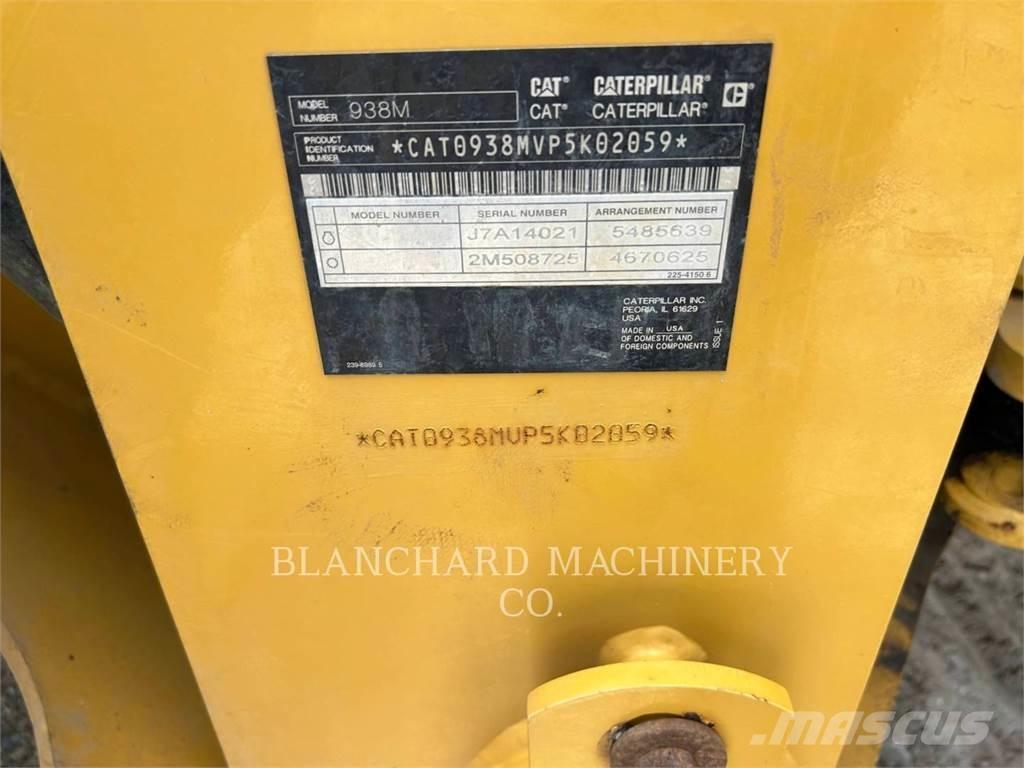 CAT® CATERPILLAR®
MODEL NUMBER 938M CAT® CATERPILLAR®
PRODUCT IDENTIFICATION NUMBER *CAT0938MVP5K02059*
MODEL NUMBER SERIAL NUMBER ARRANGEMENT NUMBER
J7A14021 5485639
2M508725 4670625
225-4150 6
CATERPILLAR INC.
PEORIA, IL 61629
USA
MADE IN USA
OF DOMESTIC AND
FOREIGN COMPONENTS
ISSUE 1
239-6989 5
*CAT0938MVP5K02059*
BLANCHARD MACHINERY
CO.
MASCUS